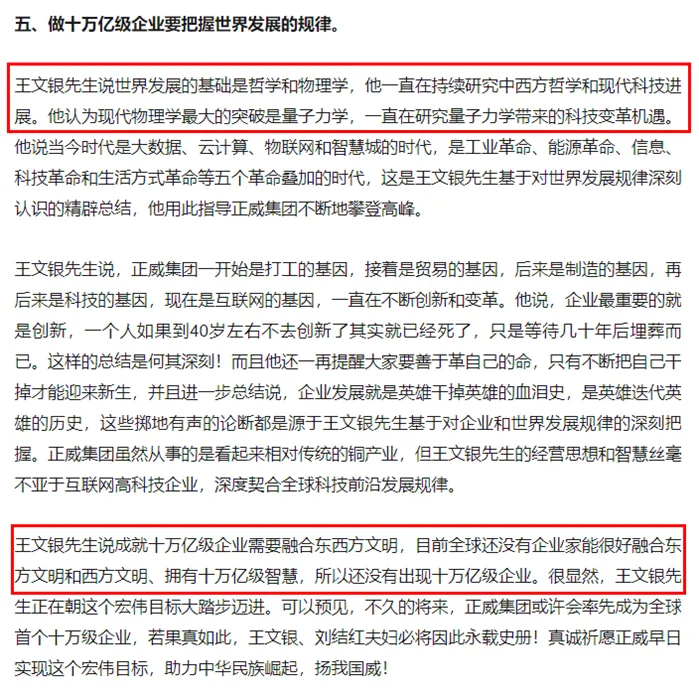 五、做十万亿级企业要把握世界发展的规律。
王文银先生说世界发展的基础是哲学和物理学，他一直在持续研究中西方哲学和现代科技进
展。他认为现代物理学最大的突破是量子力学，一直在研究量子力学带来的科技变革机遇。
他说当今时代是大数据、云计算、物联网和智慧城的时代，是工业革命、能源革命、信息、
科技革命和生活方式革命等五个革命叠加的时代，这是王文银先生基于对世界发展规律深刻
认识的精辟总结，他用此指导正威集团不断地攀登高峰。
王文银先生说，正威集团一开始是打工的基因，接着是贸易的基因，后来是制造的基因，再
后来是科技的基因，现在是互联网的基因，一直在不断创新和变革。他说，企业最重要的就
是创新，一个人如果到40岁左右不去创新了其实就已经死了，只是等待几十年后埋葬而
已。这样的总结是何其深刻！而且他还一再提醒大家要善于革自己的命，只有不断把自己干
掉才能迎来新生，并且进一步总结说，企业发展就是英雄干掉英雄的血泪史，是英雄迭代英
雄的历史，这些掷地有声的论断都是源于王文银先生基于对企业和世界发展规律的深刻把
握。正威集团虽然从事的是看起来相对传统的铜产业，但王文银先生的经营思想和智慧丝毫
不亚于互联网高科技企业，深度契合全球科技前沿发展规律。
王文银先生说成就十万亿级企业需要融合东西方文明，目前全球还没有企业家能很好融合东
方文明和西方文明、拥有十万亿级智慧，所以还没有出现十万亿级企业。很显然，王文银先
生正在朝这个宏伟目标大踏步迈进。可以预见，不久的将来，正威集团或许会率先成为全球
首个十万级企业，若果真如此，王文银、刘结红夫妇必将因此永载史册！真诚祈愿正威早日
实现这个宏伟目标，助力中华民族崛起，扬我国威！